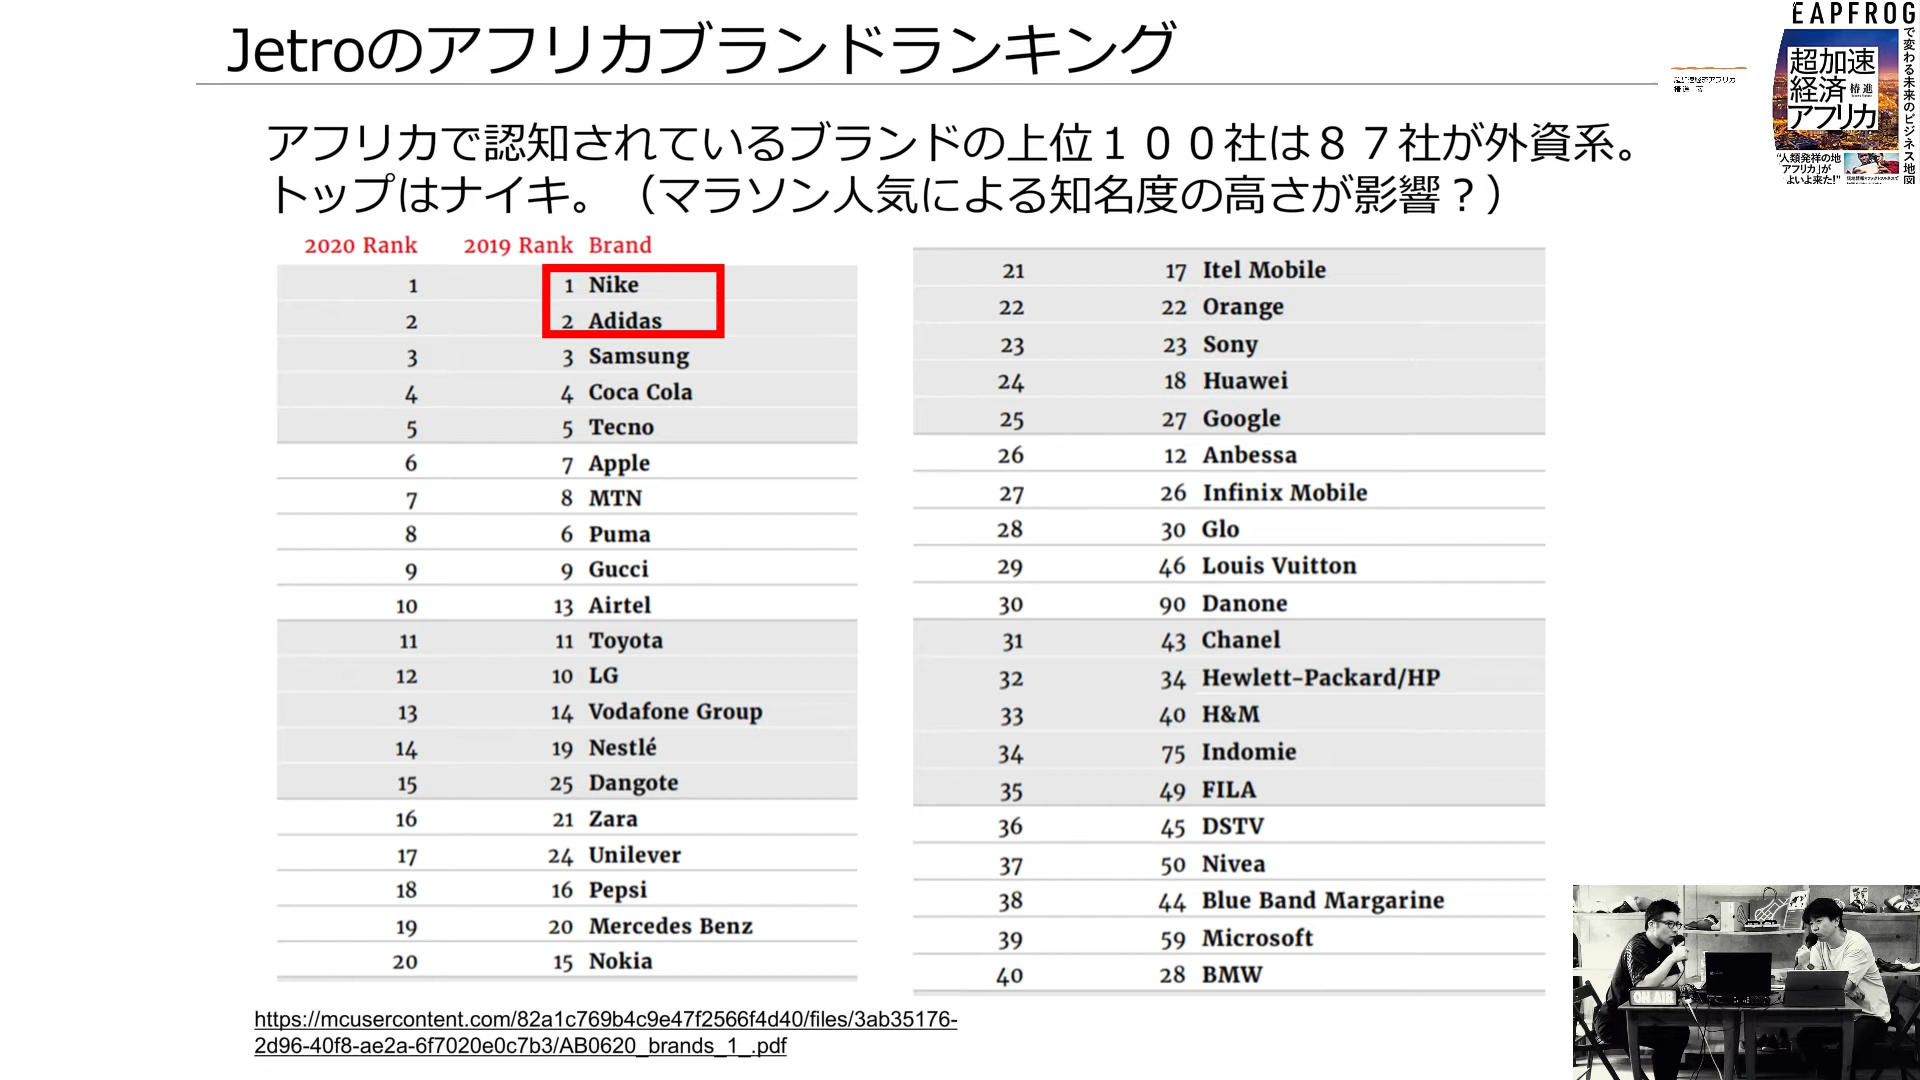 Jetroのアフリカブランドランキング
アフリカで認知されているブランドの上位１００社は８７社が外資系。
トップはナイキ。（マラソン人気による知名度の高さが影響？）
2020 Rank 2019 Rank Brand
1 1 Nike
2 2 Adidas
3 3 Samsung
4 4 Coca Cola
5 5 Tecno
6 7 Apple
7 8 MTN
8 6 Puma
9 9 Gucci
10 13 Airtel
11 11 Toyota
12 10 LG
13 14 Vodafone Group
14 19 Nestlé
15 25 Dangote
16 21 Zara
17 24 Unilever
18 16 Pepsi
19 20 Mercedes Benz
20 15 Nokia
21 17 Itel Mobile
22 22 Orange
23 23 Sony
24 18 Huawei
25 27 Google
26 12 Anbessa
27 26 Infinix Mobile
28 30 Glo
29 46 Louis Vuitton
30 90 Danone
31 43 Chanel
32 34 Hewlett-Packard/HP
33 40 H&M
34 75 Indomie
35 49 FILA
36 45 DSTV
37 50 Nivea
38 44 Blue Band Margarine
39 59 Microsoft
40 28 BMW
https://mcusercontent.com/82a1c769b4c9e47f2566f4d40/files/3ab35176-
2d96-40f8-ae2a-6f7020e0c7b3/AB0620_brands_1_.pdf
EAPFROG
で変わる未来のビジネス地図
超加速
経済
アフリカ
椿進
"人類発祥の地
アフリカ」が
よいよ来た!"
超加速経済アフリカ
椿進
ON AIR